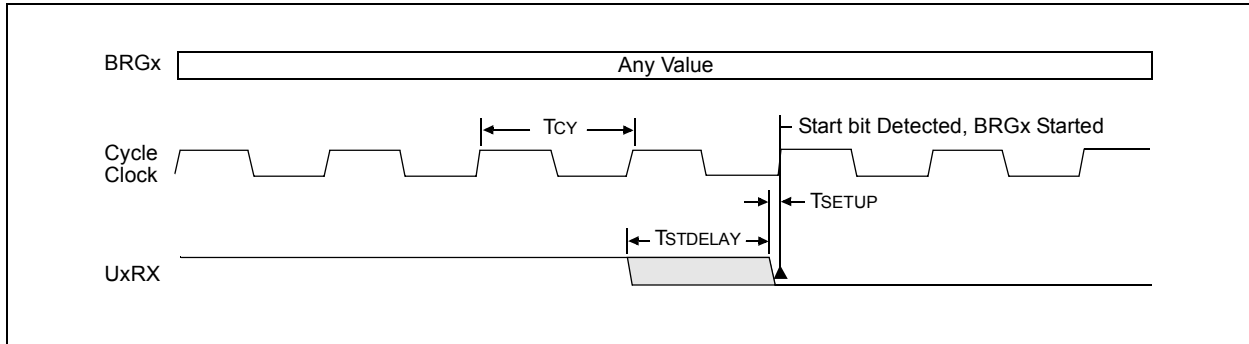 BRGx
Any Value
TCY
Start bit Detected, BRGx Started
Cycle
Clock
TSETUP
TSTDELAY
UxRX